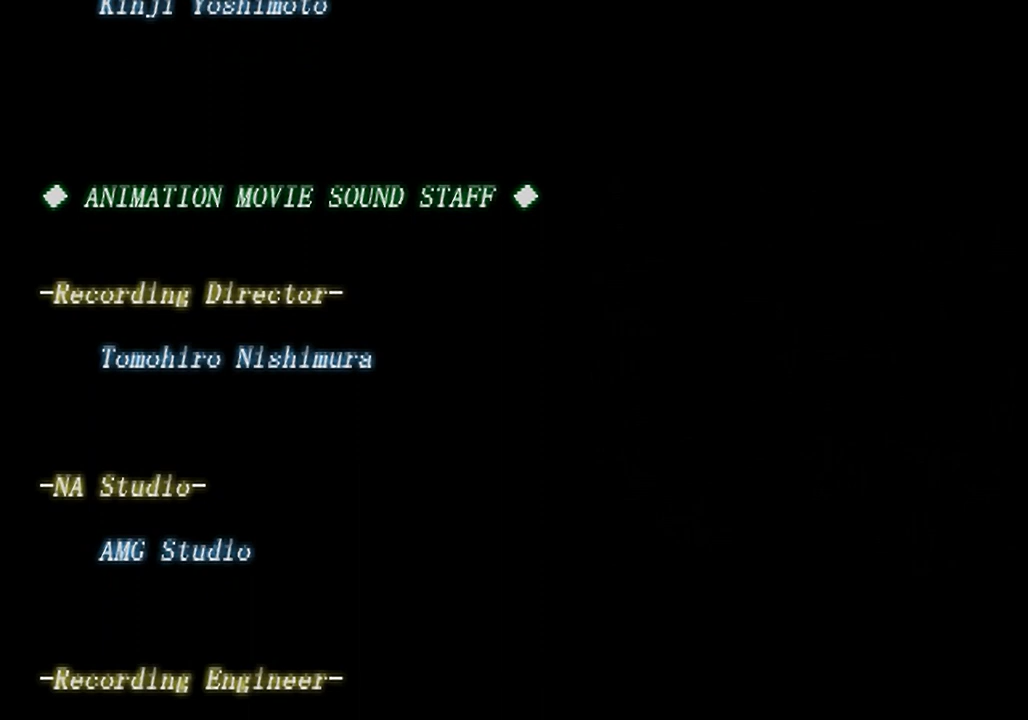 Kinji Yoshimoto
◆ ANIMATION MOVIE SOUND STAFF ◆
-Recording Director-
Tomohiro Nishimura
-NA Studio-
AMG Studio
-Recording Engineer-